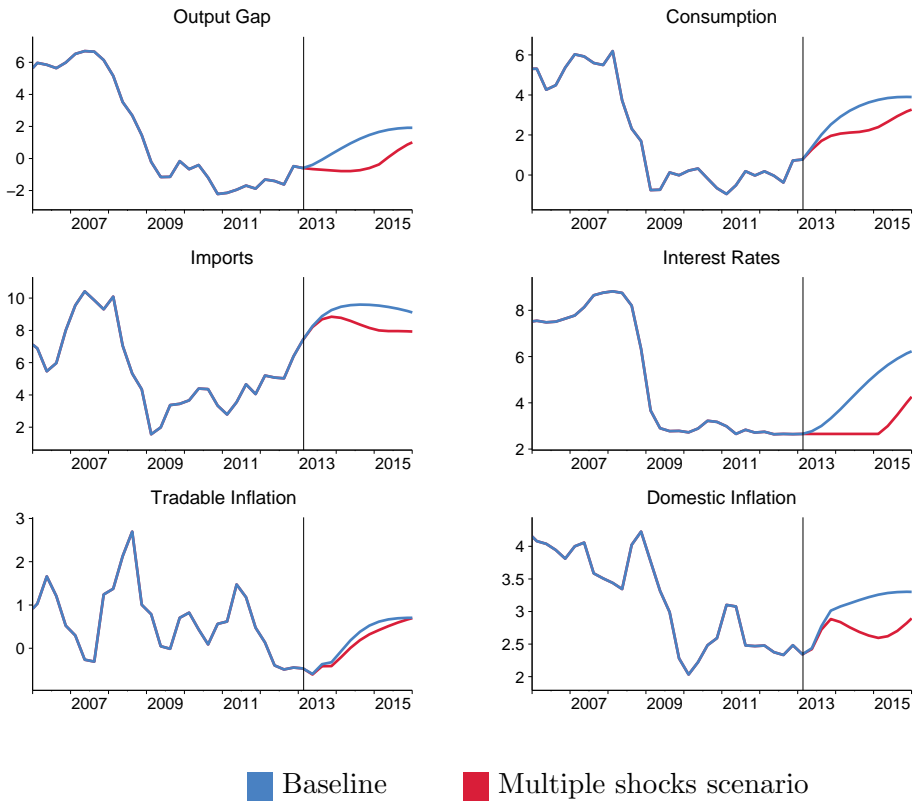 Output Gap
6
4
2
0
−2
2007 2009 2011 2013 2015
Consumption
6
4
2
0
2007 2009 2011 2013 2015
Imports
10
8
6
4
2
2007 2009 2011 2013 2015
Interest Rates
8
6
4
2
2007 2009 2011 2013 2015
Tradable Inflation
3
2
1
0
2007 2009 2011 2013 2015
Domestic Inflation
4
3.5
3
2.5
2
2007 2009 2011 2013 2015
Baseline
Multiple shocks scenario